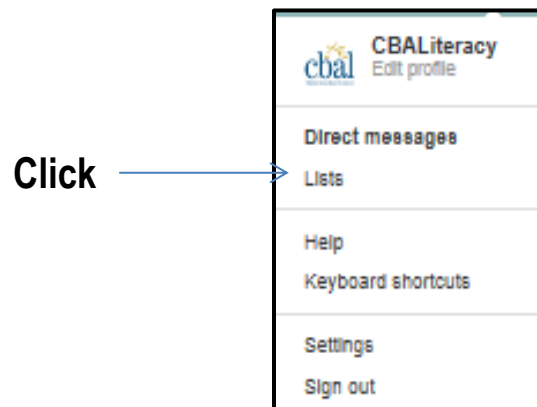 cbal
CBALiteracy
Edit profile
Direct messages
Click
Lists
Help
Keyboard shortcuts
Settings
Sign out